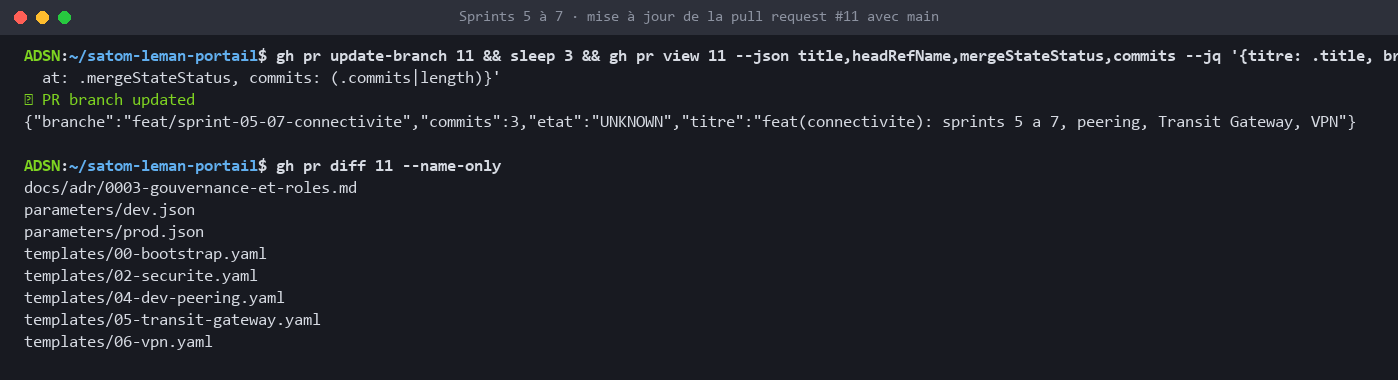 Sprints 5 à 7 · mise à jour de la pull request #11 avec main
ADSN:~/satom-leman-portail$ gh pr update-branch 11 && sleep 3 && gh pr view 11 --json title,headRefName,mergeStateStatus,commits --jq '{titre: .title, br
at: .mergeStateStatus, commits: (.commits|length)}'
PR branch updated
{"branche":"feat/sprint-05-07-connectivite","commits":3,"etat":"UNKNOWN","titre":"feat(connectivite): sprints 5 a 7, peering, Transit Gateway, VPN"}
ADSN:~/satom-leman-portail$ gh pr diff 11 --name-only
docs/adr/0003-gouvernance-et-roles.md
parameters/dev.json
parameters/prod.json
templates/00-bootstrap.yaml
templates/02-securite.yaml
templates/04-dev-peering.yaml
templates/05-transit-gateway.yaml
templates/06-vpn.yaml